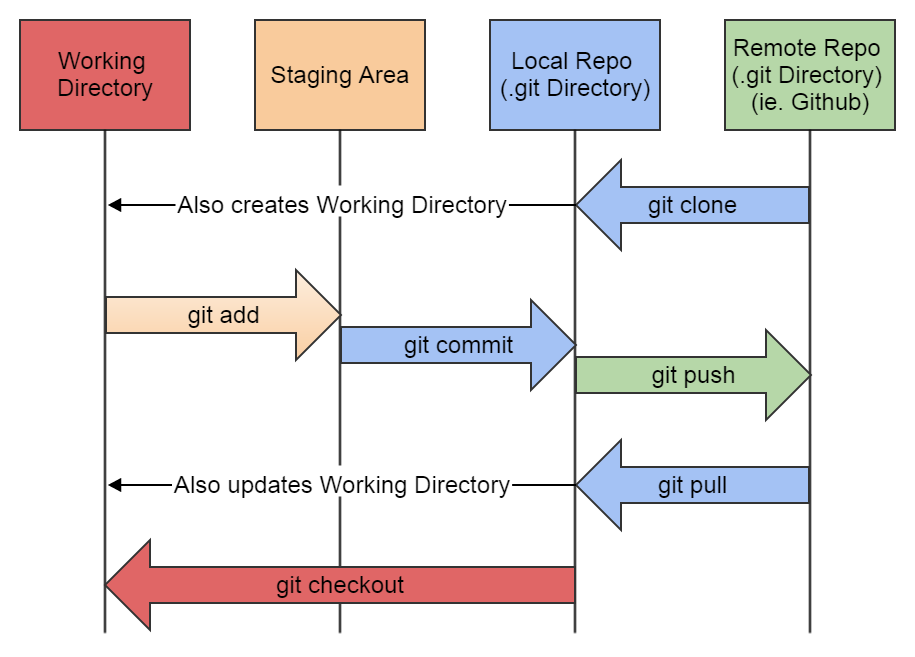 Working
Directory
Staging Area
Local Repo
(.git Directory)
Remote Repo
(.git Directory)
(ie. Github)
Also creates Working Directory
git clone
git add
git commit
git push
Also updates Working Directory
git pull
git checkout